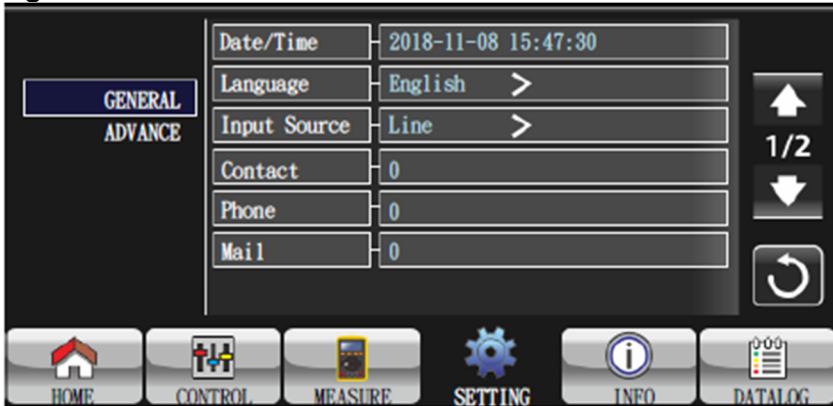 Date/Time 2018-11-08 15:47:30
Language English >
GENERAL
Input Source Line >
ADVANCE
1/2
Contact 0
Phone 0
Mail 0
HOME CONTROL MEASURE SETTING INFO DATALOG